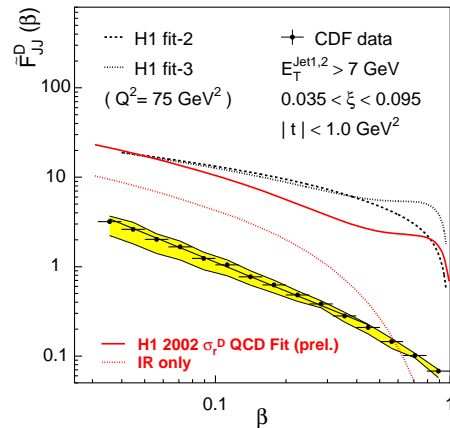 F̃ᴰ_JJ (β)
100
10
1
0.1
H1 fit-2
H1 fit-3
( Q²= 75 GeV² )
CDF data
E_T^Jet1,2 > 7 GeV
0.035 < ξ < 0.095
| t | < 1.0 GeV²
H1 2002 σ_r^D QCD Fit (prel.)
IR only
0.1
1
β